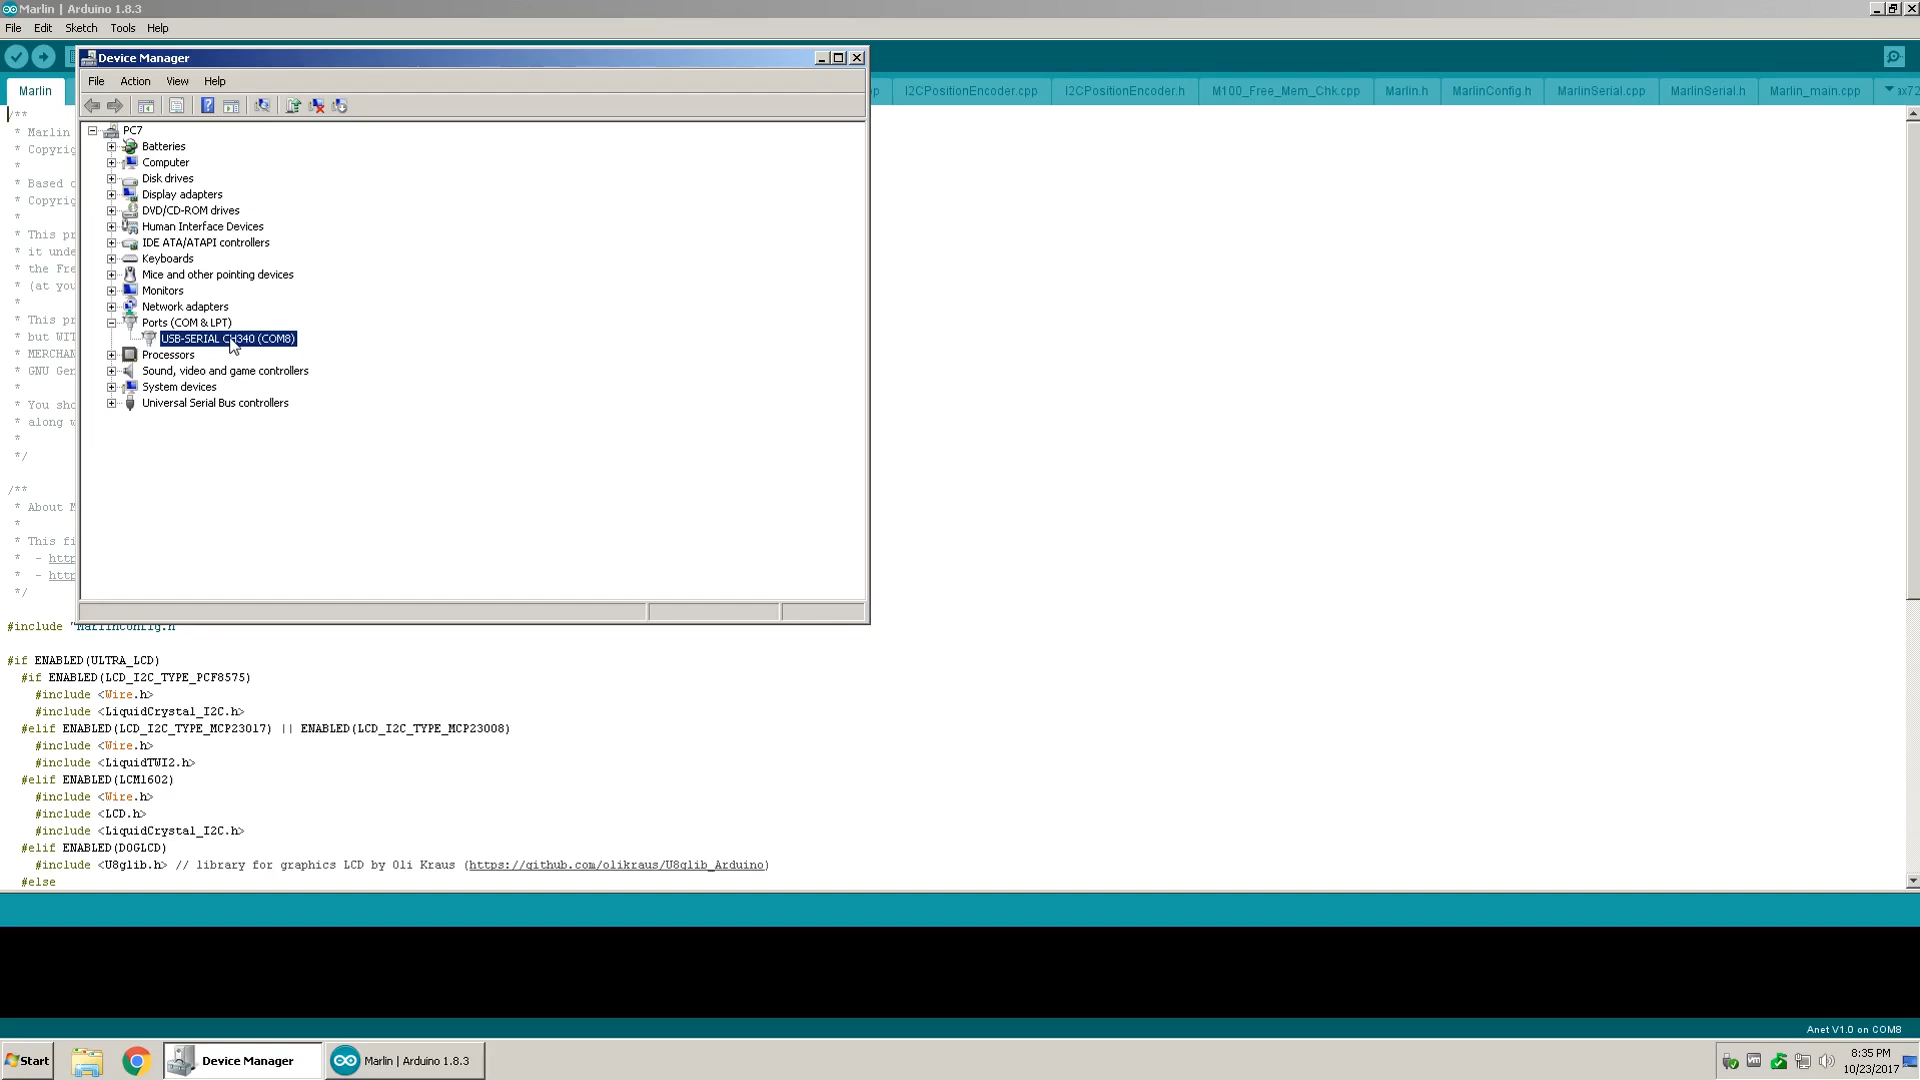 Marlin | Arduino 1.8.3
File Edit Sketch Tools Help
Device Manager
File Action View Help
Marlin
I2CPositionEncoder.cpp I2CPositionEncoder.h M100_Free_Mem_Chk.cpp Marlin.h MarlinConfig.h MarlinSerial.cpp MarlinSerial.h Marlin_main.cpp
PC7
Batteries
Computer
Disk drives
Display adapters
DVD/CD-ROM drives
Human Interface Devices
IDE ATA/ATAPI controllers
Keyboards
Mice and other pointing devices
Monitors
Network adapters
Ports (COM & LPT)
USB-SERIAL CH340 (COM8)
Processors
Sound, video and game controllers
System devices
Universal Serial Bus controllers
/**
* Marlin
* Copyrig
*
* Based o
* Copyrig
*
* This pr
* it unde
* the Fre
* (at you
*
* This pr
* but WIT
* MERCHAN
* GNU Gen
*
* You sho
* along w
*
*/
/**
* About M
*
* This fi
* - http
* - http
*/
#include "MarlinConfig.h"
#if ENABLED(ULTRA_LCD)
#if ENABLED(LCD_I2C_TYPE_PCF8575)
#include <Wire.h>
#include <LiquidCrystal_I2C.h>
#elif ENABLED(LCD_I2C_TYPE_MCP23017) || ENABLED(LCD_I2C_TYPE_MCP23008)
#include <Wire.h>
#include <LiquidTWI2.h>
#elif ENABLED(LCM1602)
#include <Wire.h>
#include <LCD.h>
#include <LiquidCrystal_I2C.h>
#elif ENABLED(DOGLCD)
#include <U8glib.h> // library for graphics LCD by Oli Kraus (https://github.com/olikraus/U8glib_Arduino)
#else
Anet V1.0 on COM8
Start Device Manager Marlin | Arduino 1.8.3
8:35 PM
10/23/2017